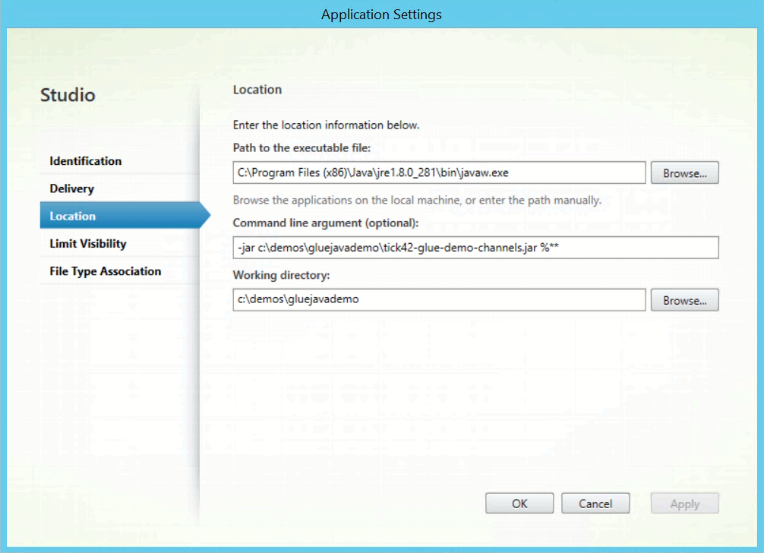 Application Settings
Studio
Identification
Delivery
Location
Limit Visibility
File Type Association
Location
Enter the location information below.
Path to the executable file:
C:\Program Files (x86)\Java\jre1.8.0_281\bin\javaw.exe
Browse...
Browse the applications on the local machine, or enter the path manually.
Command line argument (optional):
-jar c:\demos\gluejavademo\tick42-glue-demo-channels.jar %**
Working directory:
c:\demos\gluejavademo
Browse...
OK
Cancel
Apply